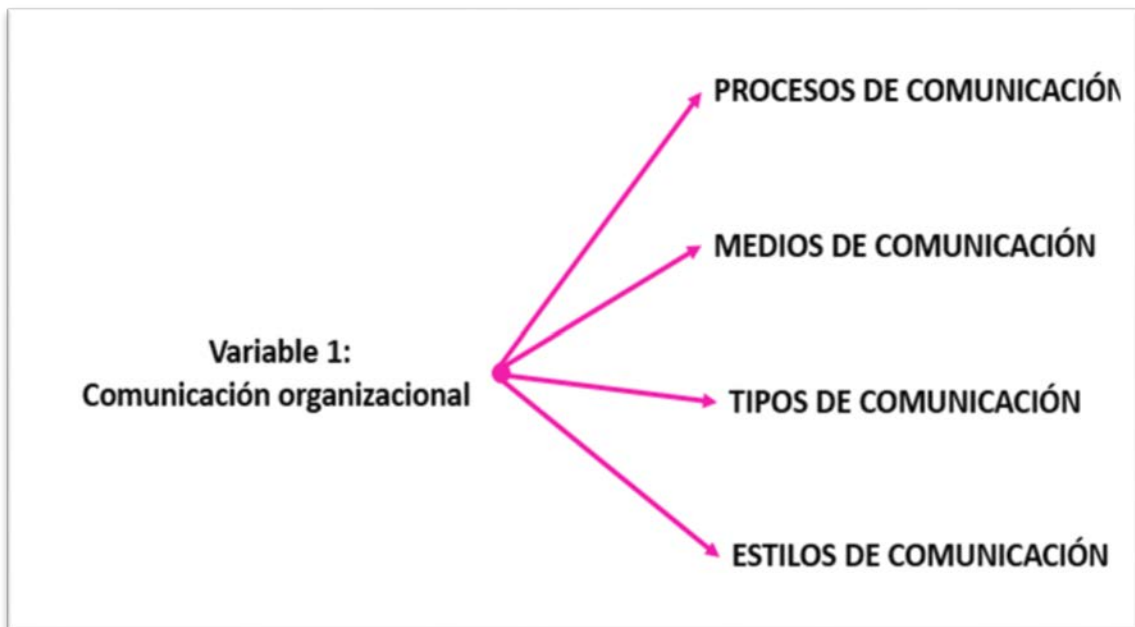 PROCESOS DE COMUNICACIÓN
MEDIOS DE COMUNICACIÓN
Variable 1:
Comunicación organizacional
TIPOS DE COMUNICACIÓN
ESTILOS DE COMUNICACIÓN